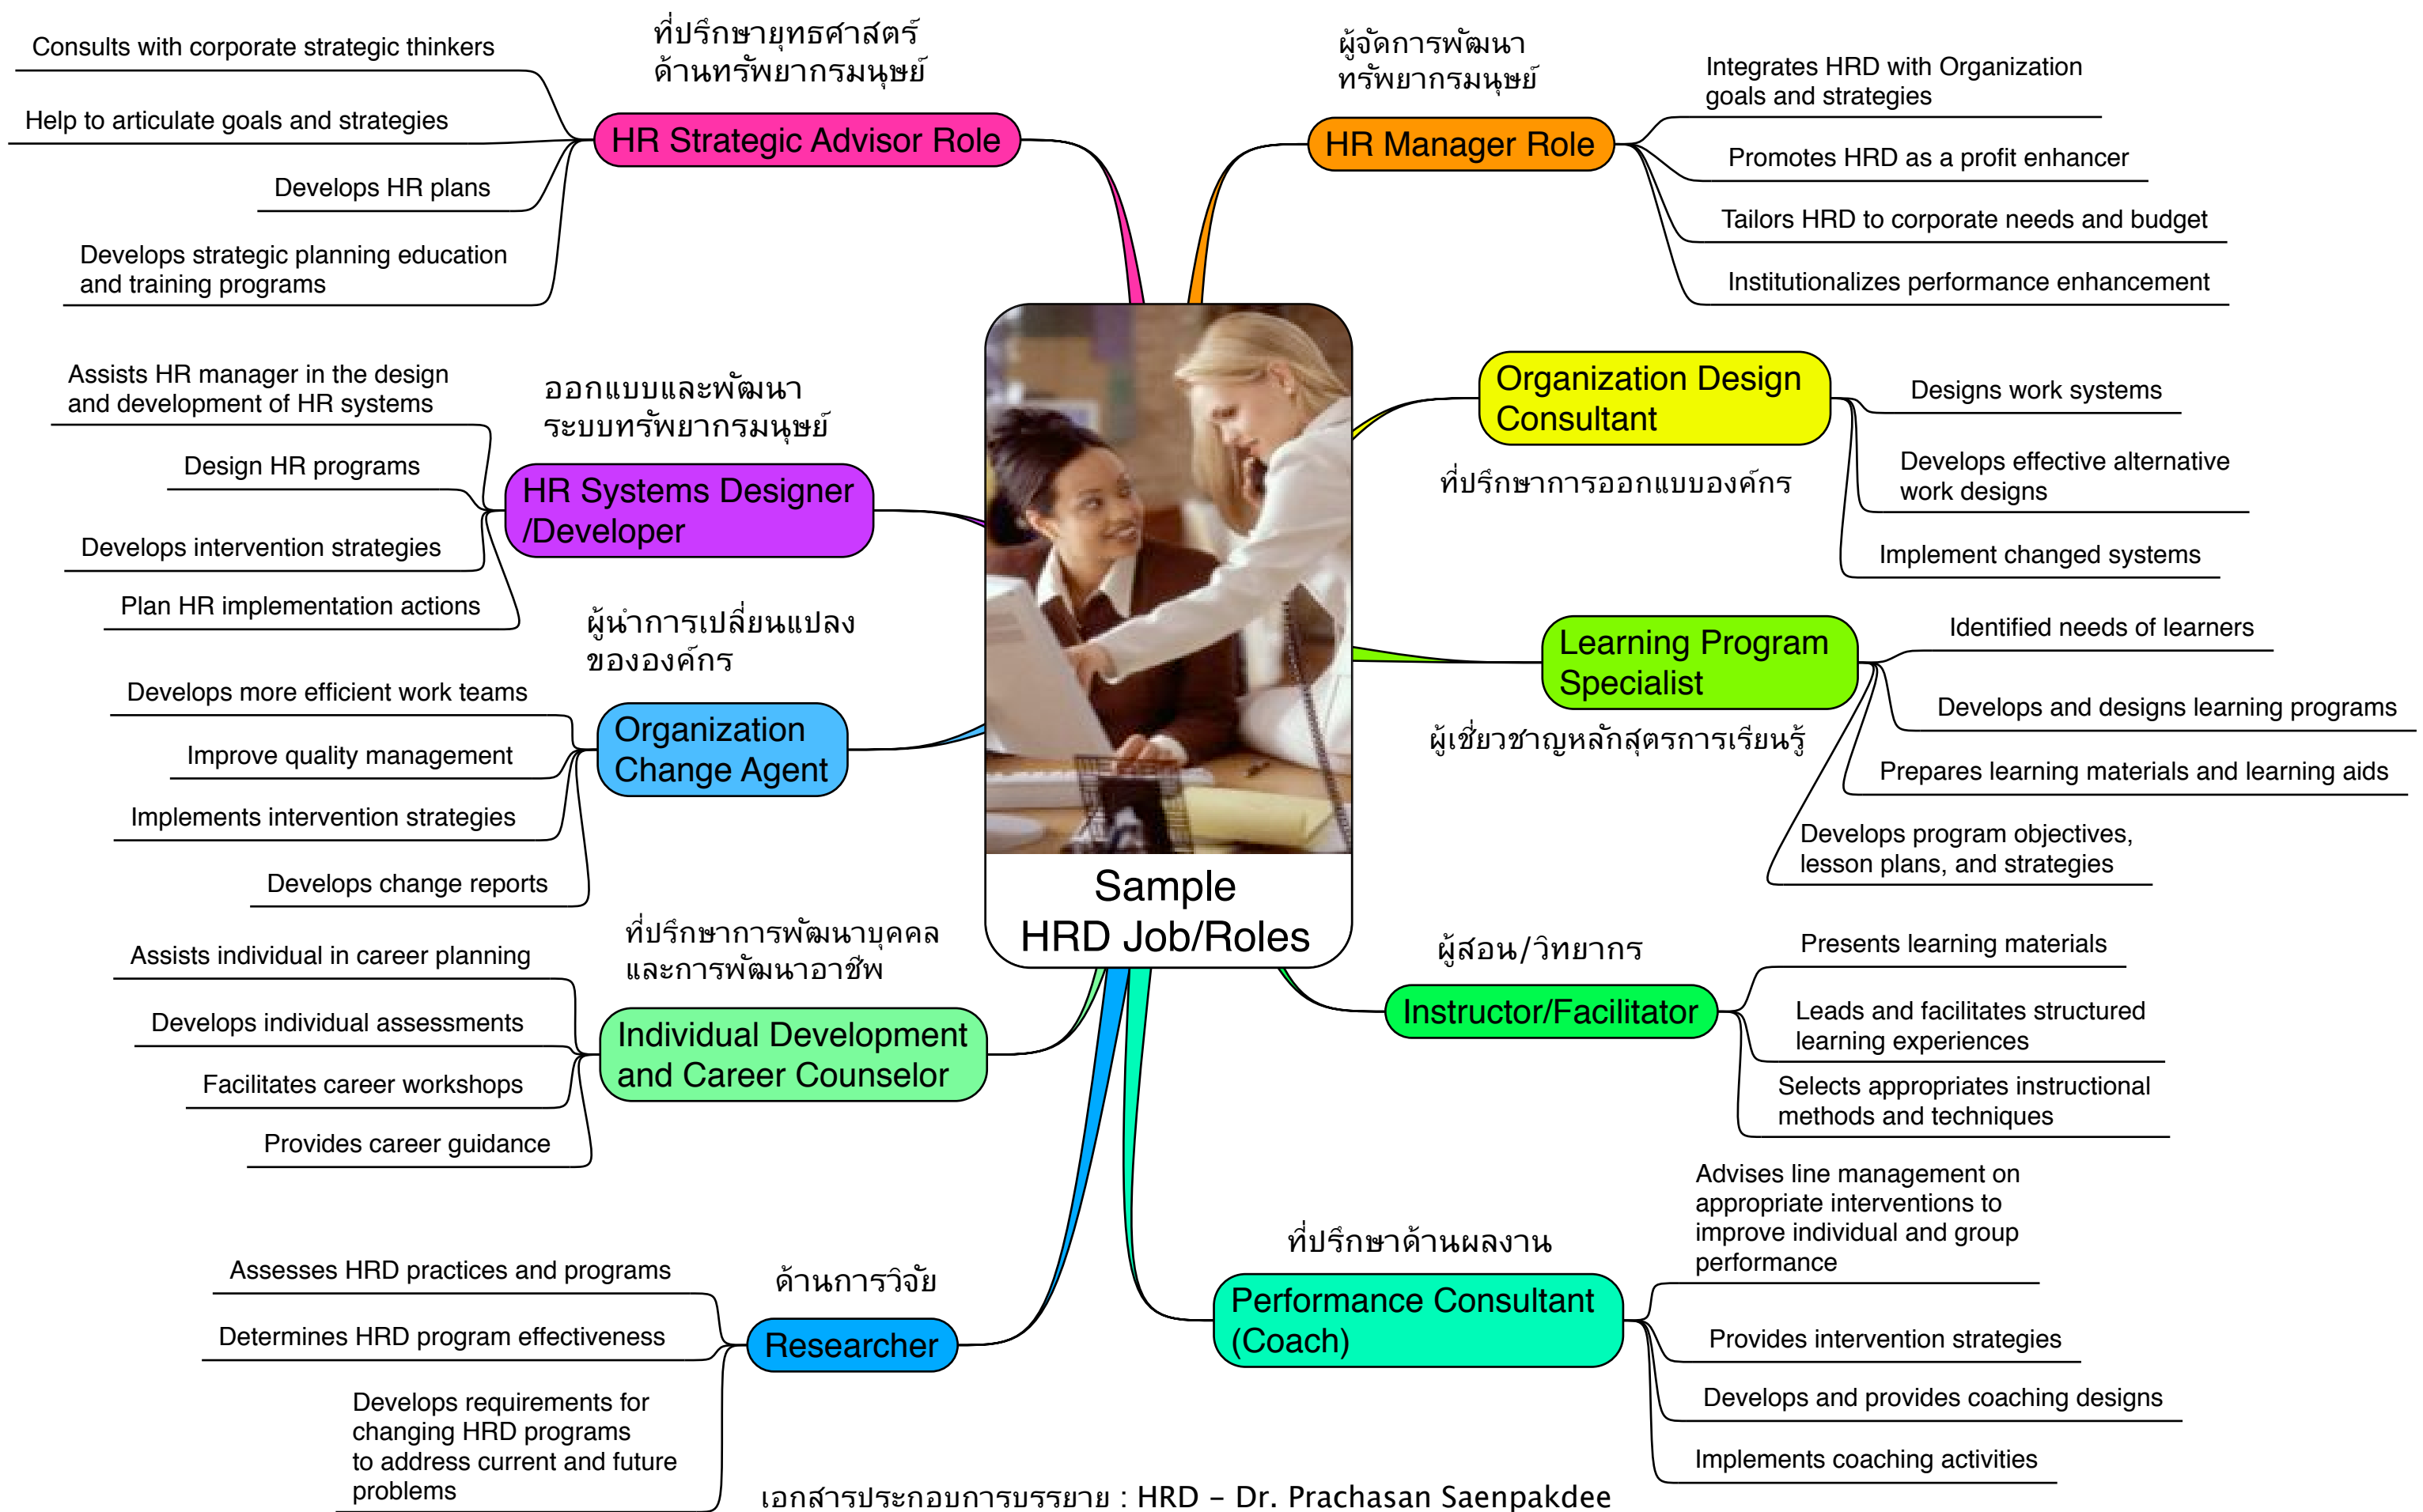 Sample
HRD Job/Roles
ผู้จัดการพัฒนา
ทรัพยากรมนุษย์
HR Manager Role
Integrates HRD with Organization
goals and strategies
Promotes HRD as a profit enhancer
Tailors HRD to corporate needs and budget
Institutionalizes performance enhancement
Organization Design
Consultant
ที่ปรึกษาการออกแบบองค์กร
Designs work systems
Develops effective alternative
work designs
Implement changed systems
Learning Program
Specialist
ผู้เชี่ยวชาญหลักสุตรการเรียนรู้
Identified needs of learners
Develops and designs learning programs
Prepares learning materials and learning aids
Develops program objectives,
lesson plans, and strategies
ผู้สอน/วิทยากร
Instructor/Facilitator
Presents learning materials
Leads and facilitates structured
learning experiences
Selects appropriates instructional
methods and techniques
ที่ปรึกษาด้านผลงาน
Performance Consultant
(Coach)
Advises line management on
appropriate interventions to
improve individual and group
performance
Provides intervention strategies
Develops and provides coaching designs
Implements coaching activities
ด้านการวิจัย
Researcher
Assesses HRD practices and programs
Determines HRD program effectiveness
Develops requirements for
changing HRD programs
to address current and future
problems
ที่ปรึกษาการพัฒนาบุคคล
และการพัฒนาอาชีพ
Individual Development
and Career Counselor
Assists individual in career planning
Develops individual assessments
Facilitates career workshops
Provides career guidance
ผู้นำการเปลี่ยนแปลง
ขององค์กร
Organization
Change Agent
Develops more efficient work teams
Improve quality management
Implements intervention strategies
Develops change reports
ออกแบบและพัฒนา
ระบบทรัพยากรมนุษย์
HR Systems Designer
/Developer
Assists HR manager in the design
and development of HR systems
Design HR programs
Develops intervention strategies
Plan HR implementation actions
ที่ปรึกษายุทธศาสตร์
ด้านทรัพยากรมนุษย์
HR Strategic Advisor Role
Consults with corporate strategic thinkers
Help to articulate goals and strategies
Develops HR plans
Develops strategic planning education
and training programs
เอกสารประกอบการบรรยาย : HRD – Dr. Prachasan Saenpakdee